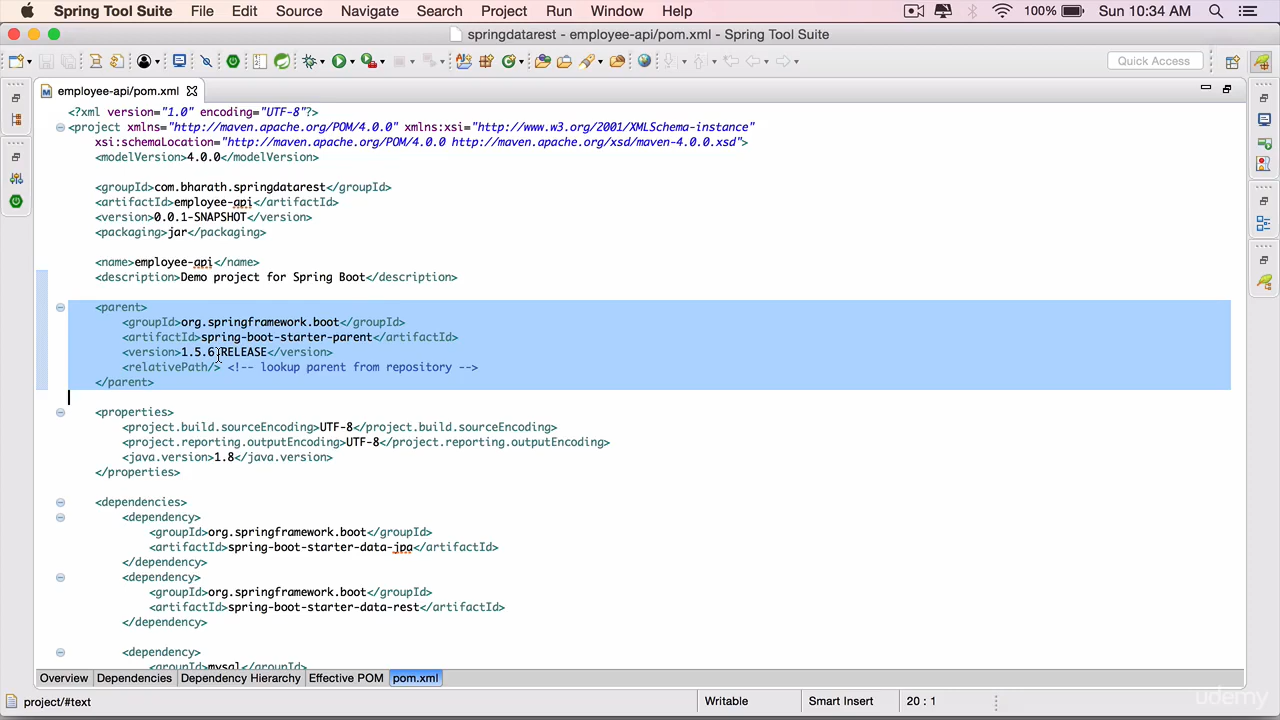 Spring Tool Suite File Edit Source Navigate Search Project Run Window Help 100% Sun 10:34 AM
springdatarest - employee-api/pom.xml - Spring Tool Suite
Quick Access
employee-api/pom.xml
<?xml version="1.0" encoding="UTF-8"?>
<project xmlns="http://maven.apache.org/POM/4.0.0" xmlns:xsi="http://www.w3.org/2001/XMLSchema-instance"
xsi:schemaLocation="http://maven.apache.org/POM/4.0.0 http://maven.apache.org/xsd/maven-4.0.0.xsd">
<modelVersion>4.0.0</modelVersion>
<groupId>com.bharath.springdatarest</groupId>
<artifactId>employee-api</artifactId>
<version>0.0.1-SNAPSHOT</version>
<packaging>jar</packaging>
<name>employee-api</name>
<description>Demo project for Spring Boot</description>
<parent>
<groupId>org.springframework.boot</groupId>
<artifactId>spring-boot-starter-parent</artifactId>
<version>1.5.6.RELEASE</version>
<relativePath/> <!-- lookup parent from repository -->
</parent>
<properties>
<project.build.sourceEncoding>UTF-8</project.build.sourceEncoding>
<project.reporting.outputEncoding>UTF-8</project.reporting.outputEncoding>
<java.version>1.8</java.version>
</properties>
<dependencies>
<dependency>
<groupId>org.springframework.boot</groupId>
<artifactId>spring-boot-starter-data-jpa</artifactId>
</dependency>
<dependency>
<groupId>org.springframework.boot</groupId>
<artifactId>spring-boot-starter-data-rest</artifactId>
</dependency>
<dependency>
<groupId>mysql</groupId>
Overview Dependencies Dependency Hierarchy Effective POM pom.xml
project/#text Writable Smart Insert 20 : 1
udemy